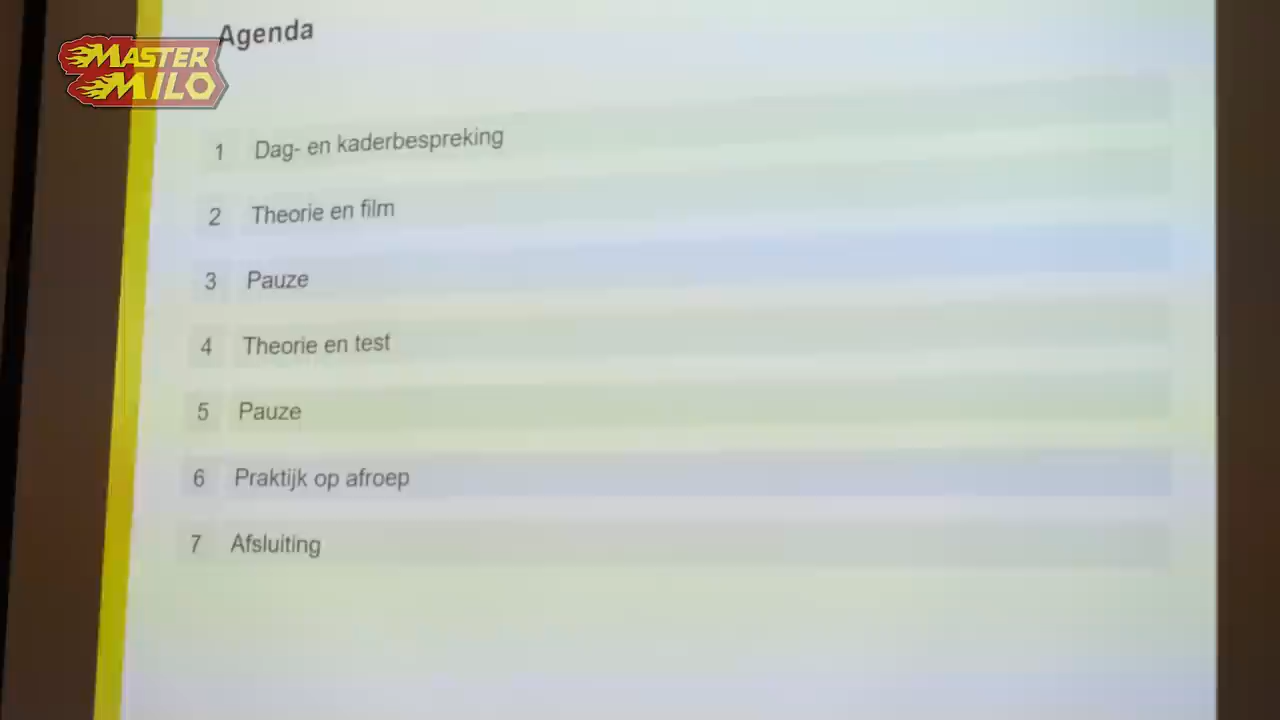 Agenda
MASTER
MILO
1 Dag- en kaderbespreking
2 Theorie en film
3 Pauze
4 Theorie en test
5 Pauze
6 Praktijk op afroep
7 Afsluiting